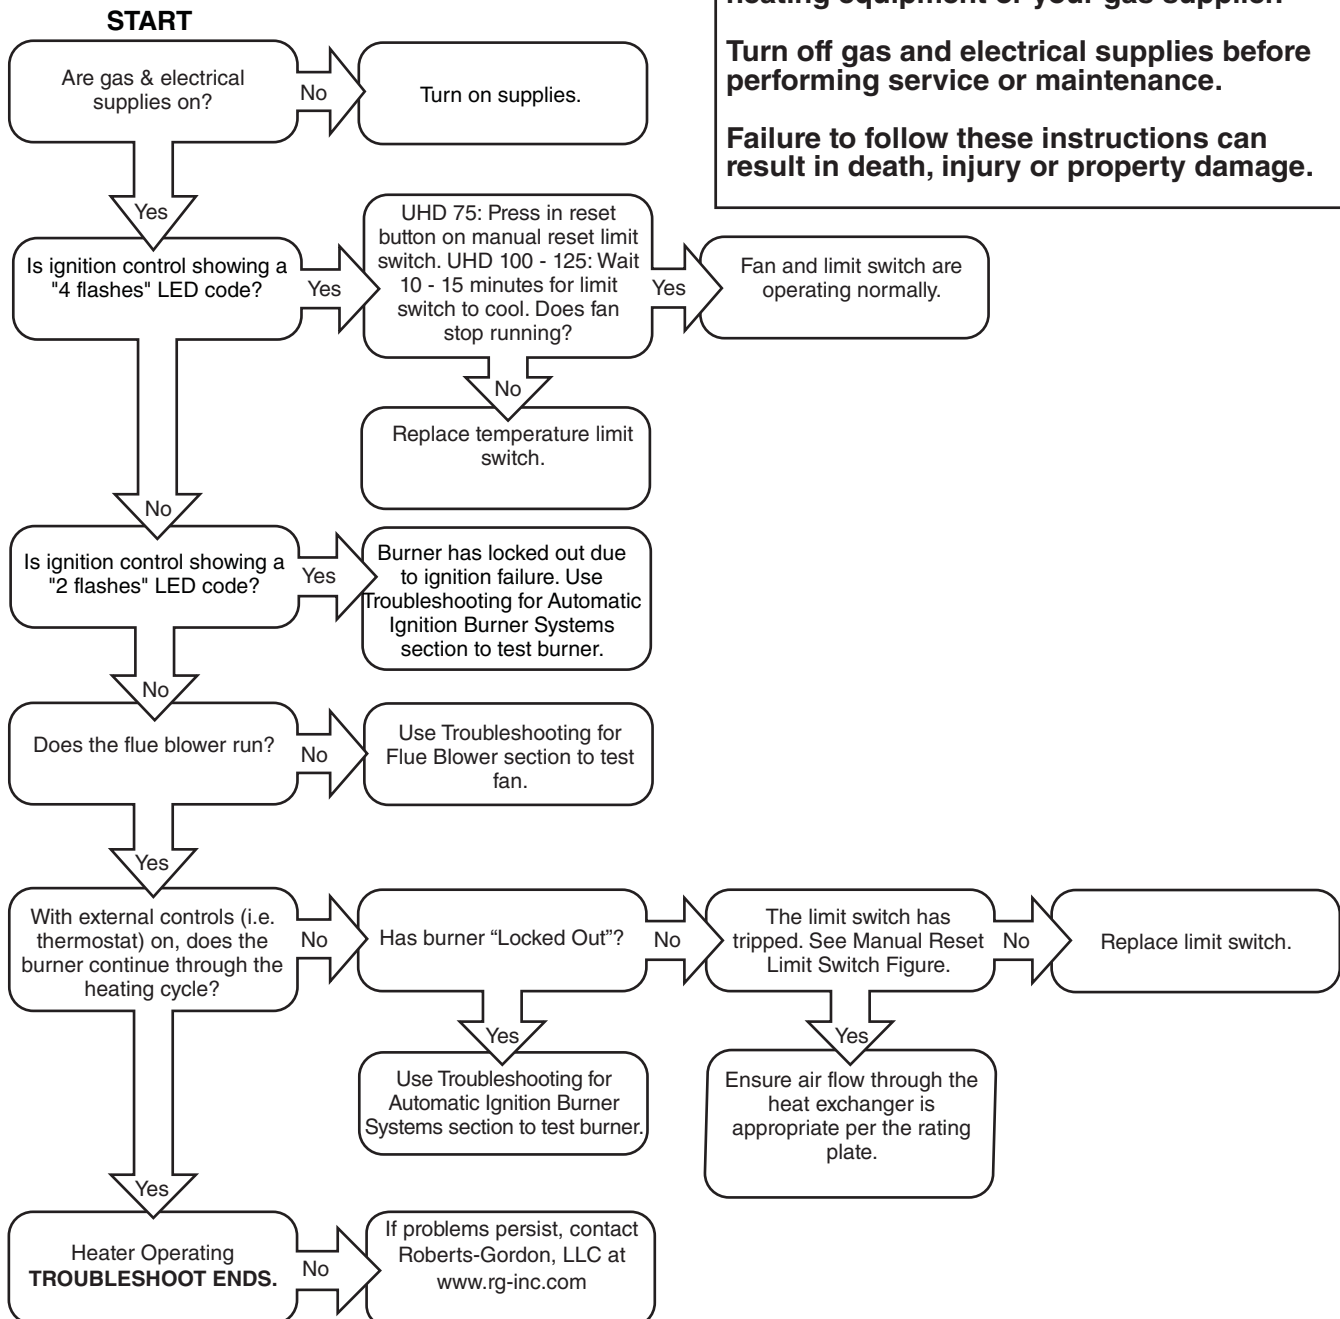 heating equipment or your gas supplier.
Turn off gas and electrical supplies before
performing service or maintenance.
Failure to follow these instructions can
result in death, injury or property damage.
START
Are gas & electrical
supplies on?
No
Turn on supplies.
Yes
Is ignition control showing a
"4 flashes" LED code?
Yes
UHD 75: Press in reset
button on manual reset limit
switch. UHD 100 - 125: Wait
10 - 15 minutes for limit
switch to cool. Does fan
stop running?
Yes
Fan and limit switch are
operating normally.
No
Replace temperature limit
switch.
No
Is ignition control showing a
"2 flashes" LED code?
Yes
Burner has locked out due
to ignition failure. Use
Troubleshooting for Automatic
Ignition Burner Systems
section to test burner.
No
Does the flue blower run?
No
Use Troubleshooting for
Flue Blower section to test
fan.
Yes
With external controls (i.e.
thermostat) on, does the
burner continue through the
heating cycle?
No
Has burner “Locked Out”?
No
The limit switch has
tripped. See Manual Reset
Limit Switch Figure.
No
Replace limit switch.
Yes
Use Troubleshooting for
Automatic Ignition Burner
Systems section to test burner.
Yes
Ensure air flow through the
heat exchanger is
appropriate per the rating
plate.
Yes
Heater Operating
TROUBLESHOOT ENDS.
No
If problems persist, contact
Roberts-Gordon, LLC at
www.rg-inc.com